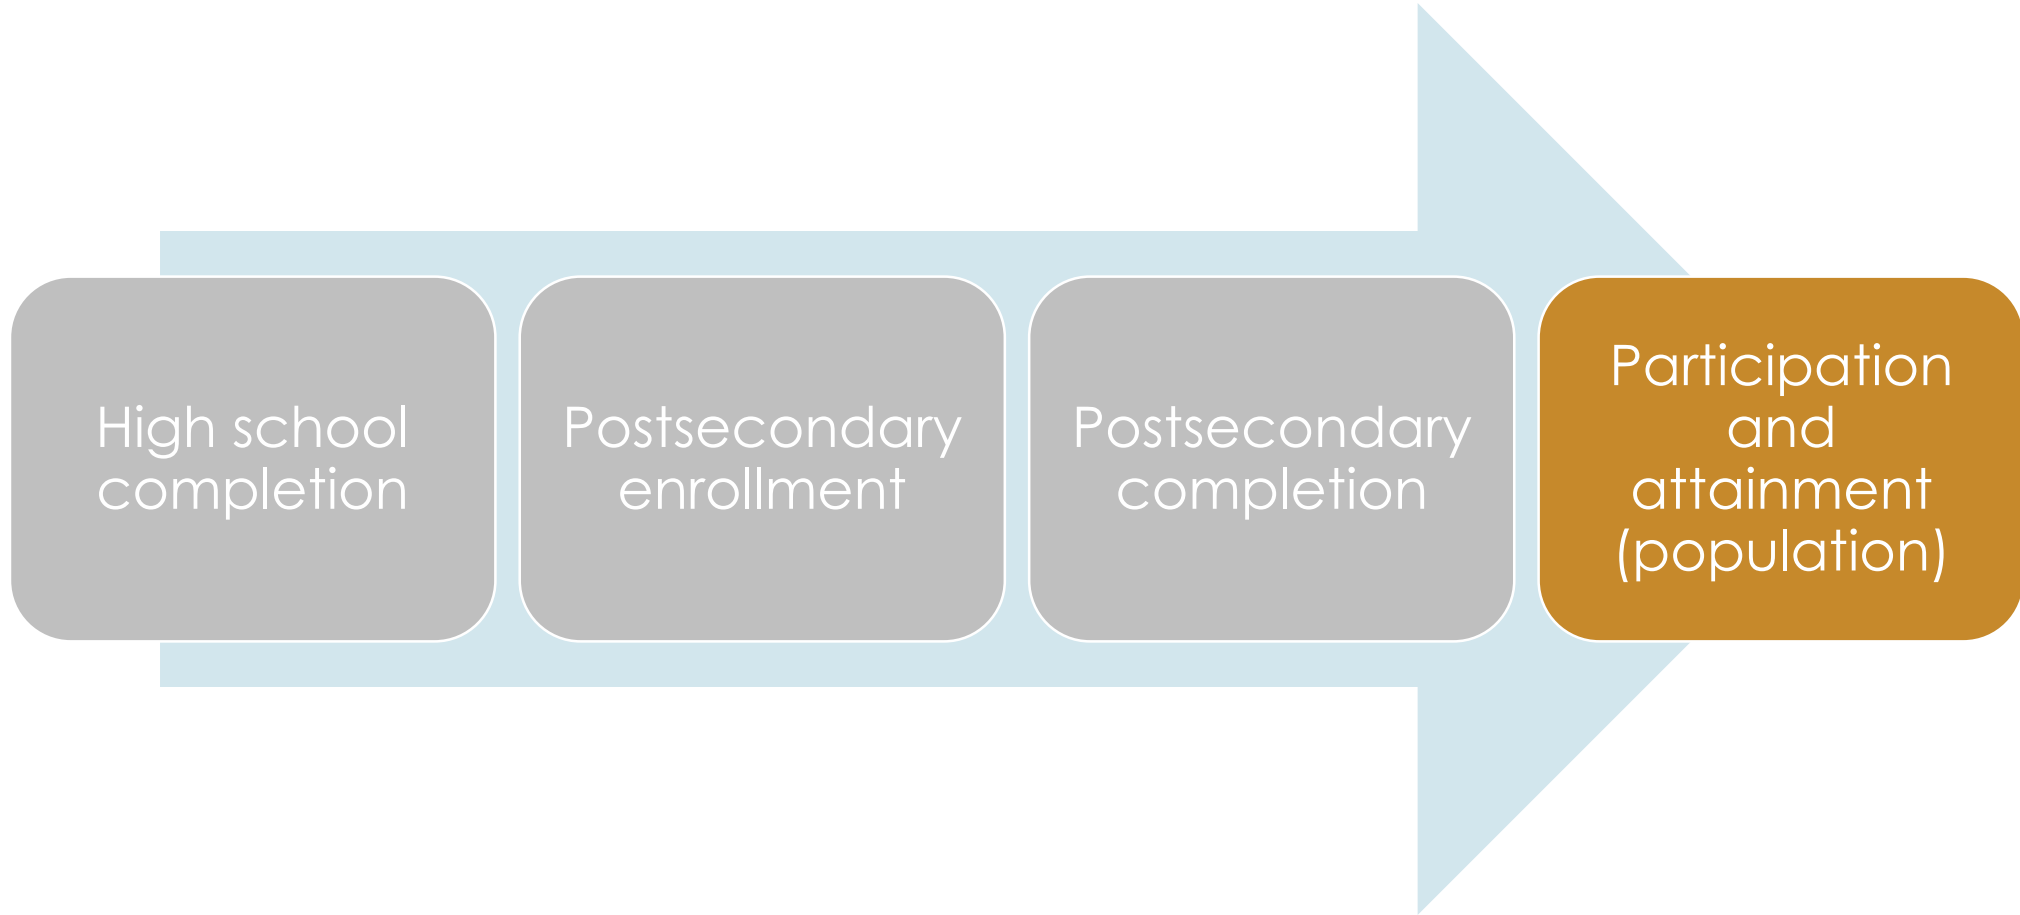 High school
completion
Postsecondary
enrollment
Postsecondary
completion
Participation
and
attainment
(population)